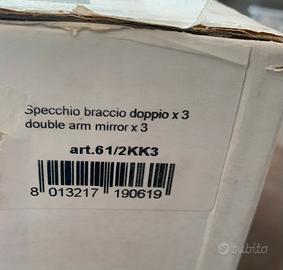 Specchio braccio doppio x 3
double arm mirror x 3
art.61/2KK3
8 013217 190619
subito